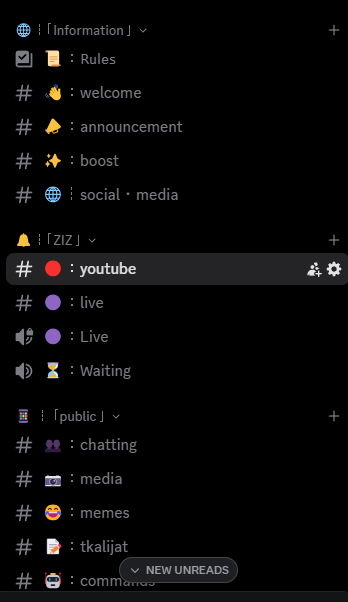 🌐 ┊「Information」
📜 : Rules
👋 : welcome
📣 : announcement
✨ : boost
🌐 ┊ social・media
🔔 ┊「ZIZ」
🔴 : youtube
🟣 : live
🟣 : Live
⏳ : Waiting
📱 ┊「public」
👥 : chatting
📷 : media
😂 : memes
📝 : tkalijat
NEW UNREADS
🤖 : commands